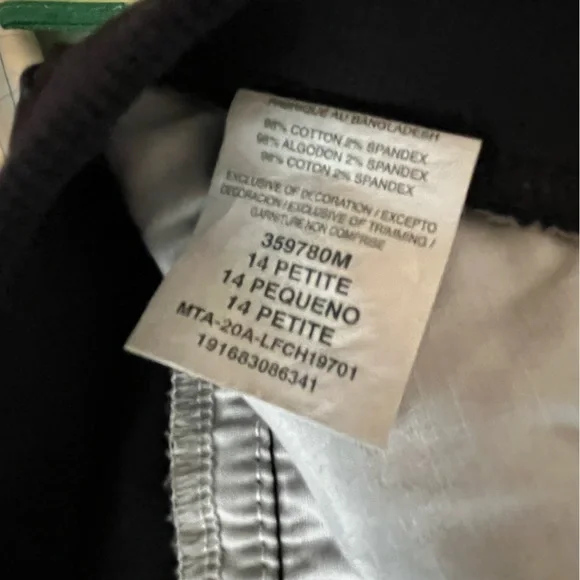 FABRIQUÉ AU BANGLADESH
98% COTTON 2% SPANDEX
98% ALGODON 2% SPANDEX
98% COTON 2% SPANDEX
EXCLUSIVE OF DECORATION / EXCEPTO
DECORACION / EXCLUSIVE OF TRIMMING /
GARNITURE NON COMPRISE
359780M
14 PETITE
14 PEQUENO
14 PETITE
MTA-20A-LFCH19701
191683086341